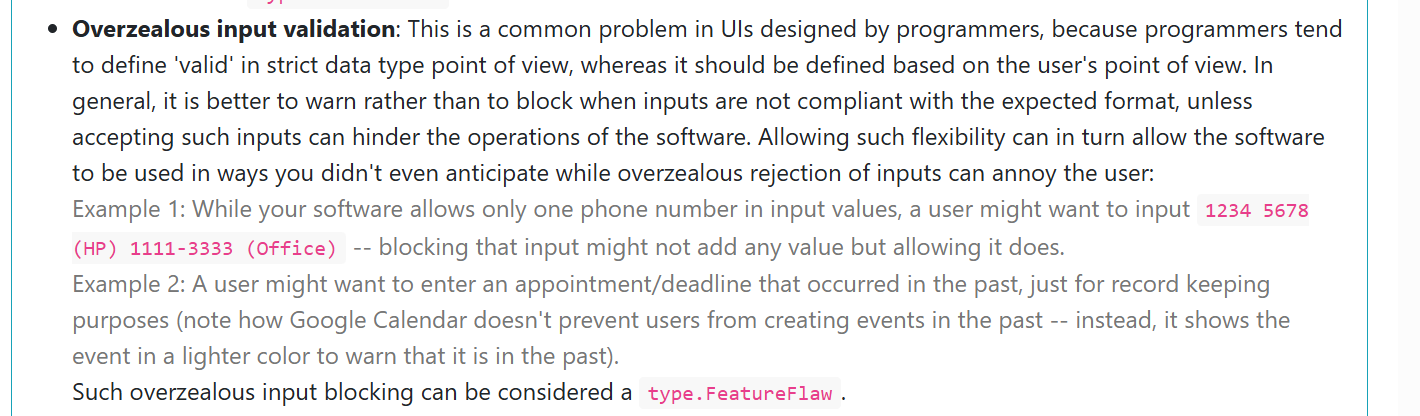 • Overzealous input validation: This is a common problem in UIs designed by programmers, because programmers tend
to define 'valid' in strict data type point of view, whereas it should be defined based on the user's point of view. In
general, it is better to warn rather than to block when inputs are not compliant with the expected format, unless
accepting such inputs can hinder the operations of the software. Allowing such flexibility can in turn allow the software
to be used in ways you didn't even anticipate while overzealous rejection of inputs can annoy the user:
Example 1: While your software allows only one phone number in input values, a user might want to input 1234 5678
(HP) 1111-3333 (Office) -- blocking that input might not add any value but allowing it does.
Example 2: A user might want to enter an appointment/deadline that occurred in the past, just for record keeping
purposes (note how Google Calendar doesn't prevent users from creating events in the past -- instead, it shows the
event in a lighter color to warn that it is in the past).
Such overzealous input blocking can be considered a type.FeatureFlaw.